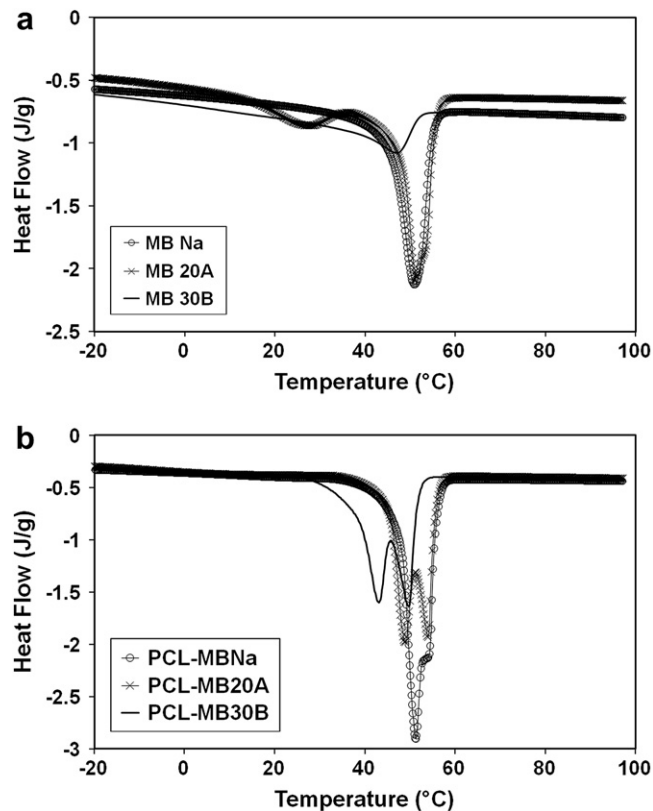 a
0
-0.5
-1
-1.5
-2
-2.5
Heat Flow (J/g)
MB Na
MB 20A
MB 30B
-20 0 20 40 60 80 100
Temperature (°C)
b
0
-0.5
-1
-1.5
-2
-2.5
-3
Heat Flow (J/g)
PCL-MBNa
PCL-MB20A
PCL-MB30B
-20 0 20 40 60 80 100
Temperature (°C)